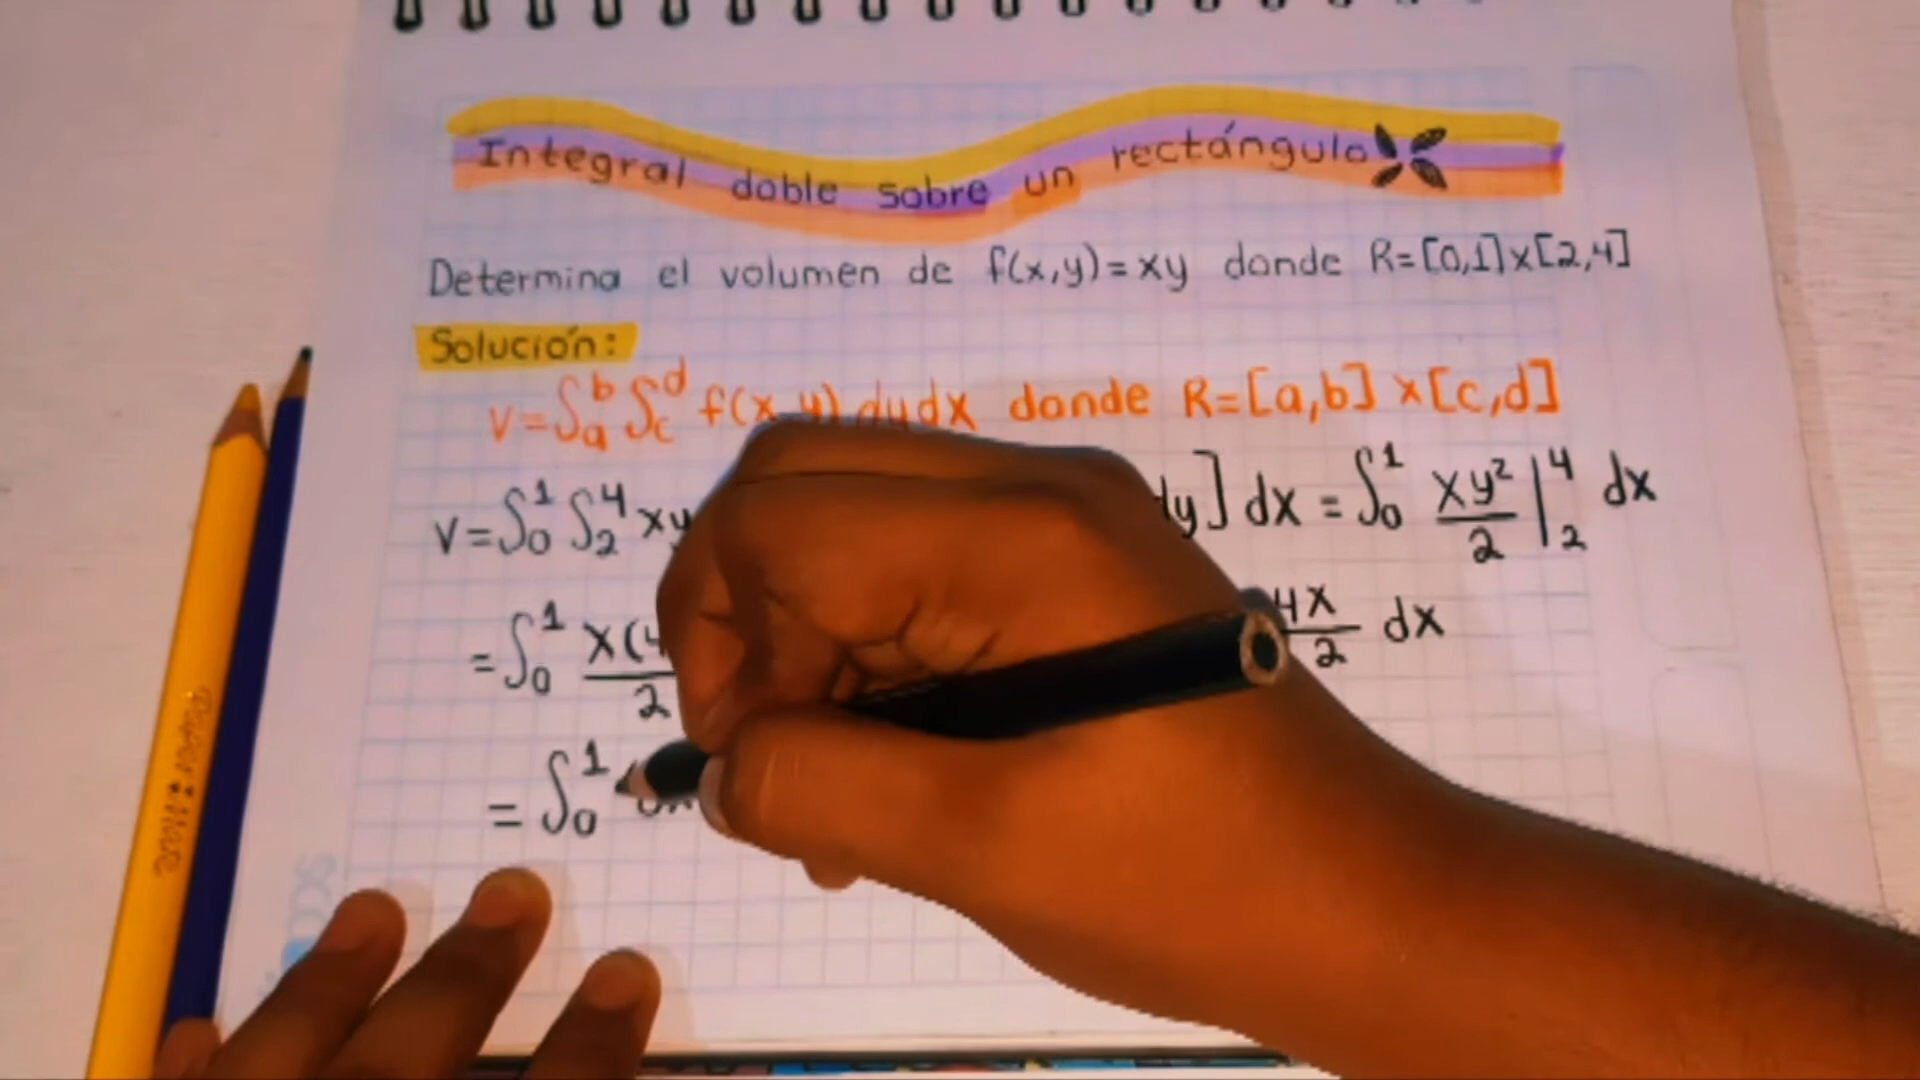 Integral doble sobre un rectángulo
Determina el volumen de f(x,y)=xy donde R=[0,1]x[2,4]
Solución:
V=∫_a^b ∫_c^d f(x,y) dydx donde R=[a,b]x[c,d]
V=∫_0^1 ∫_2^4 xy dy] dx = ∫_0^1 xy²/2 |_2^4 dx
=∫_0^1 x(4 /2 4x/2 dx
= ∫_0^1